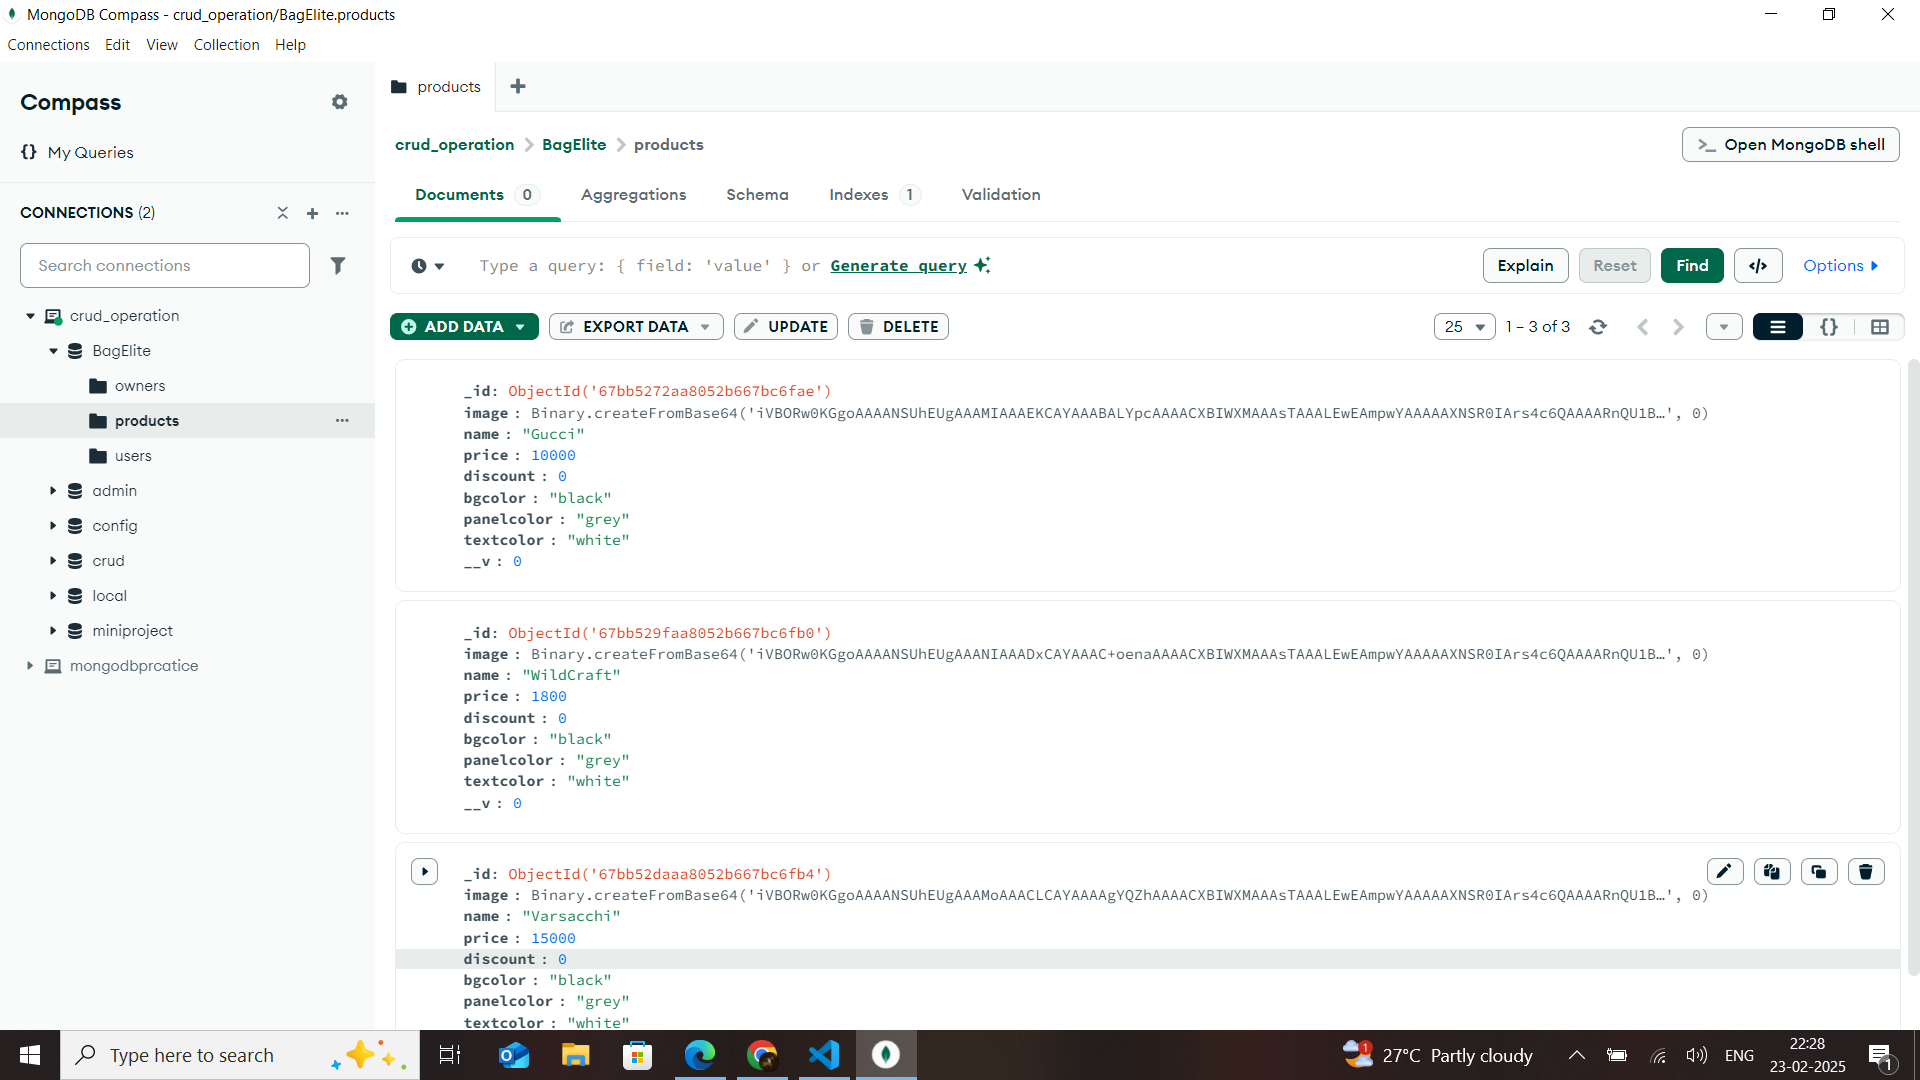 MongoDB Compass - crud_operation/BagElite.products
Connections Edit View Collection Help
Compass
{} My Queries
CONNECTIONS (2)
Search connections
crud_operation
BagElite
owners
products
users
admin
config
crud
local
miniproject
mongodbprcatice
products
crud_operation > BagElite > products
>_ Open MongoDB shell
Documents 0 Aggregations Schema Indexes 1 Validation
Type a query: { field: 'value' } or Generate query
Explain Reset Find </> Options
ADD DATA EXPORT DATA UPDATE DELETE
25 1 – 3 of 3 {}
_id: ObjectId('67bb5272aa8052b667bc6fae')
image : Binary.createFromBase64('iVBORw0KGgoAAAANSUhEUgAAAMIAAAEKCAYAAABALYpcAAAACXBIWXMAAAsTAAALEwEAmpwYAAAAAXNSR0IArs4c6QAAAARnQU1B…', 0)
name : "Gucci"
price : 10000
discount : 0
bgcolor : "black"
panelcolor : "grey"
textcolor : "white"
__v : 0
_id: ObjectId('67bb529faa8052b667bc6fb0')
image : Binary.createFromBase64('iVBORw0KGgoAAAANSUhEUgAAANIAAADxCAYAAAC+oenaAAAACXBIWXMAAAsTAAALEwEAmpwYAAAAAXNSR0IArs4c6QAAAARnQU1B…', 0)
name : "WildCraft"
price : 1800
discount : 0
bgcolor : "black"
panelcolor : "grey"
textcolor : "white"
__v : 0
_id: ObjectId('67bb52daaa8052b667bc6fb4')
image : Binary.createFromBase64('iVBORw0KGgoAAAANSUhEUgAAAMoAAACLCAYAAAAgYQZhAAAACXBIWXMAAAsTAAALEwEAmpwYAAAAAXNSR0IArs4c6QAAAARnQU1B…', 0)
name : "Varsacchi"
price : 15000
discount : 0
bgcolor : "black"
panelcolor : "grey"
textcolor : "white"
Type here to search
1
27°C Partly cloudy
ENG
22:28
23-02-2025
1